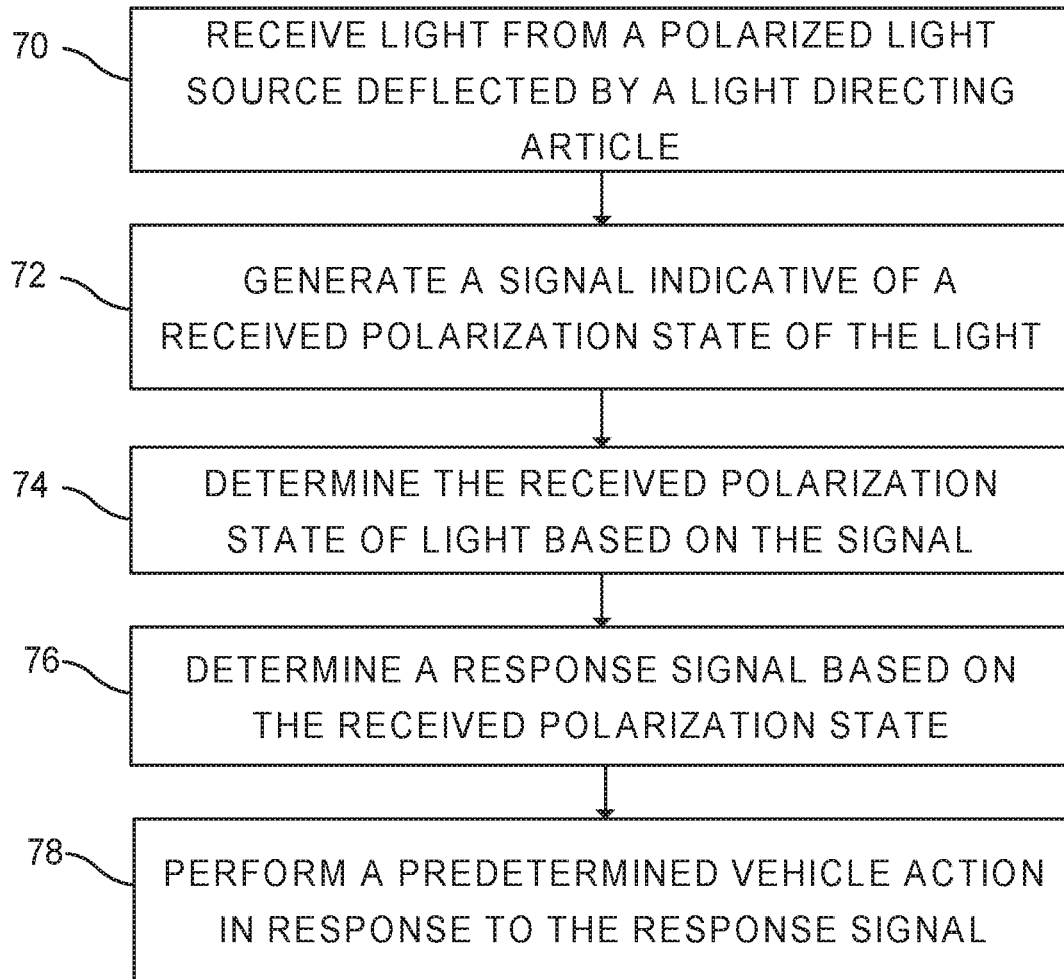 70
RECEIVE LIGHT FROM A POLARIZED LIGHT
SOURCE DEFLECTED BY A LIGHT DIRECTING
ARTICLE
72
GENERATE A SIGNAL INDICATIVE OF A
RECEIVED POLARIZATION STATE OF THE LIGHT
74
DETERMINE THE RECEIVED POLARIZATION
STATE OF LIGHT BASED ON THE SIGNAL
76
DETERMINE A RESPONSE SIGNAL BASED ON
THE RECEIVED POLARIZATION STATE
78
PERFORM A PREDETERMINED VEHICLE ACTION
IN RESPONSE TO THE RESPONSE SIGNAL